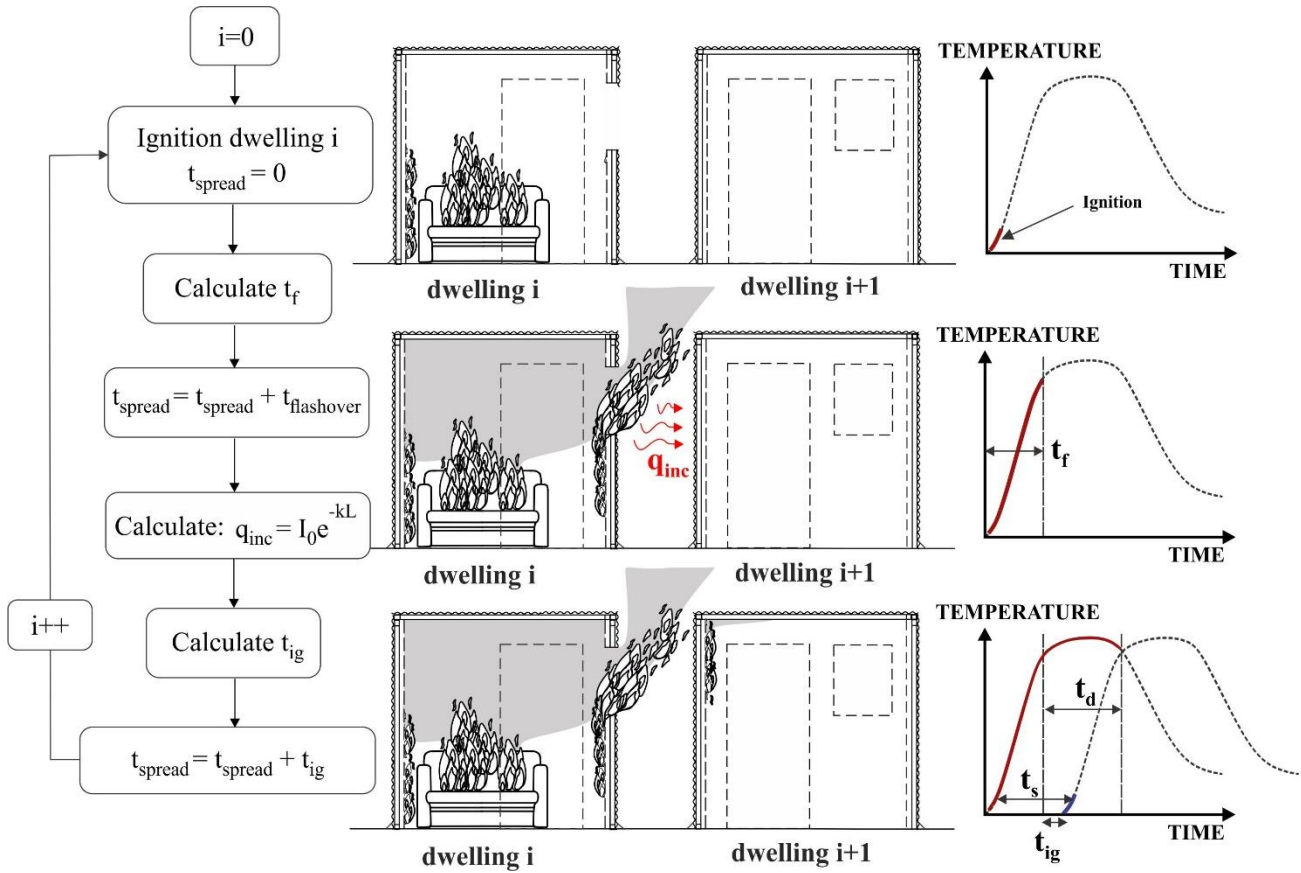 i=0
Ignition dwelling i
t_spread = 0
Calculate t_f
t_spread = t_spread + t_flashover
Calculate: q_inc = I_0e^-kL
Calculate t_ig
t_spread = t_spread + t_ig
i++
dwelling i
dwelling i+1
TEMPERATURE
Ignition
TIME
q_inc
dwelling i
dwelling i+1
TEMPERATURE
t_f
TIME
dwelling i
dwelling i+1
TEMPERATURE
t_d
t_s
t_ig
TIME